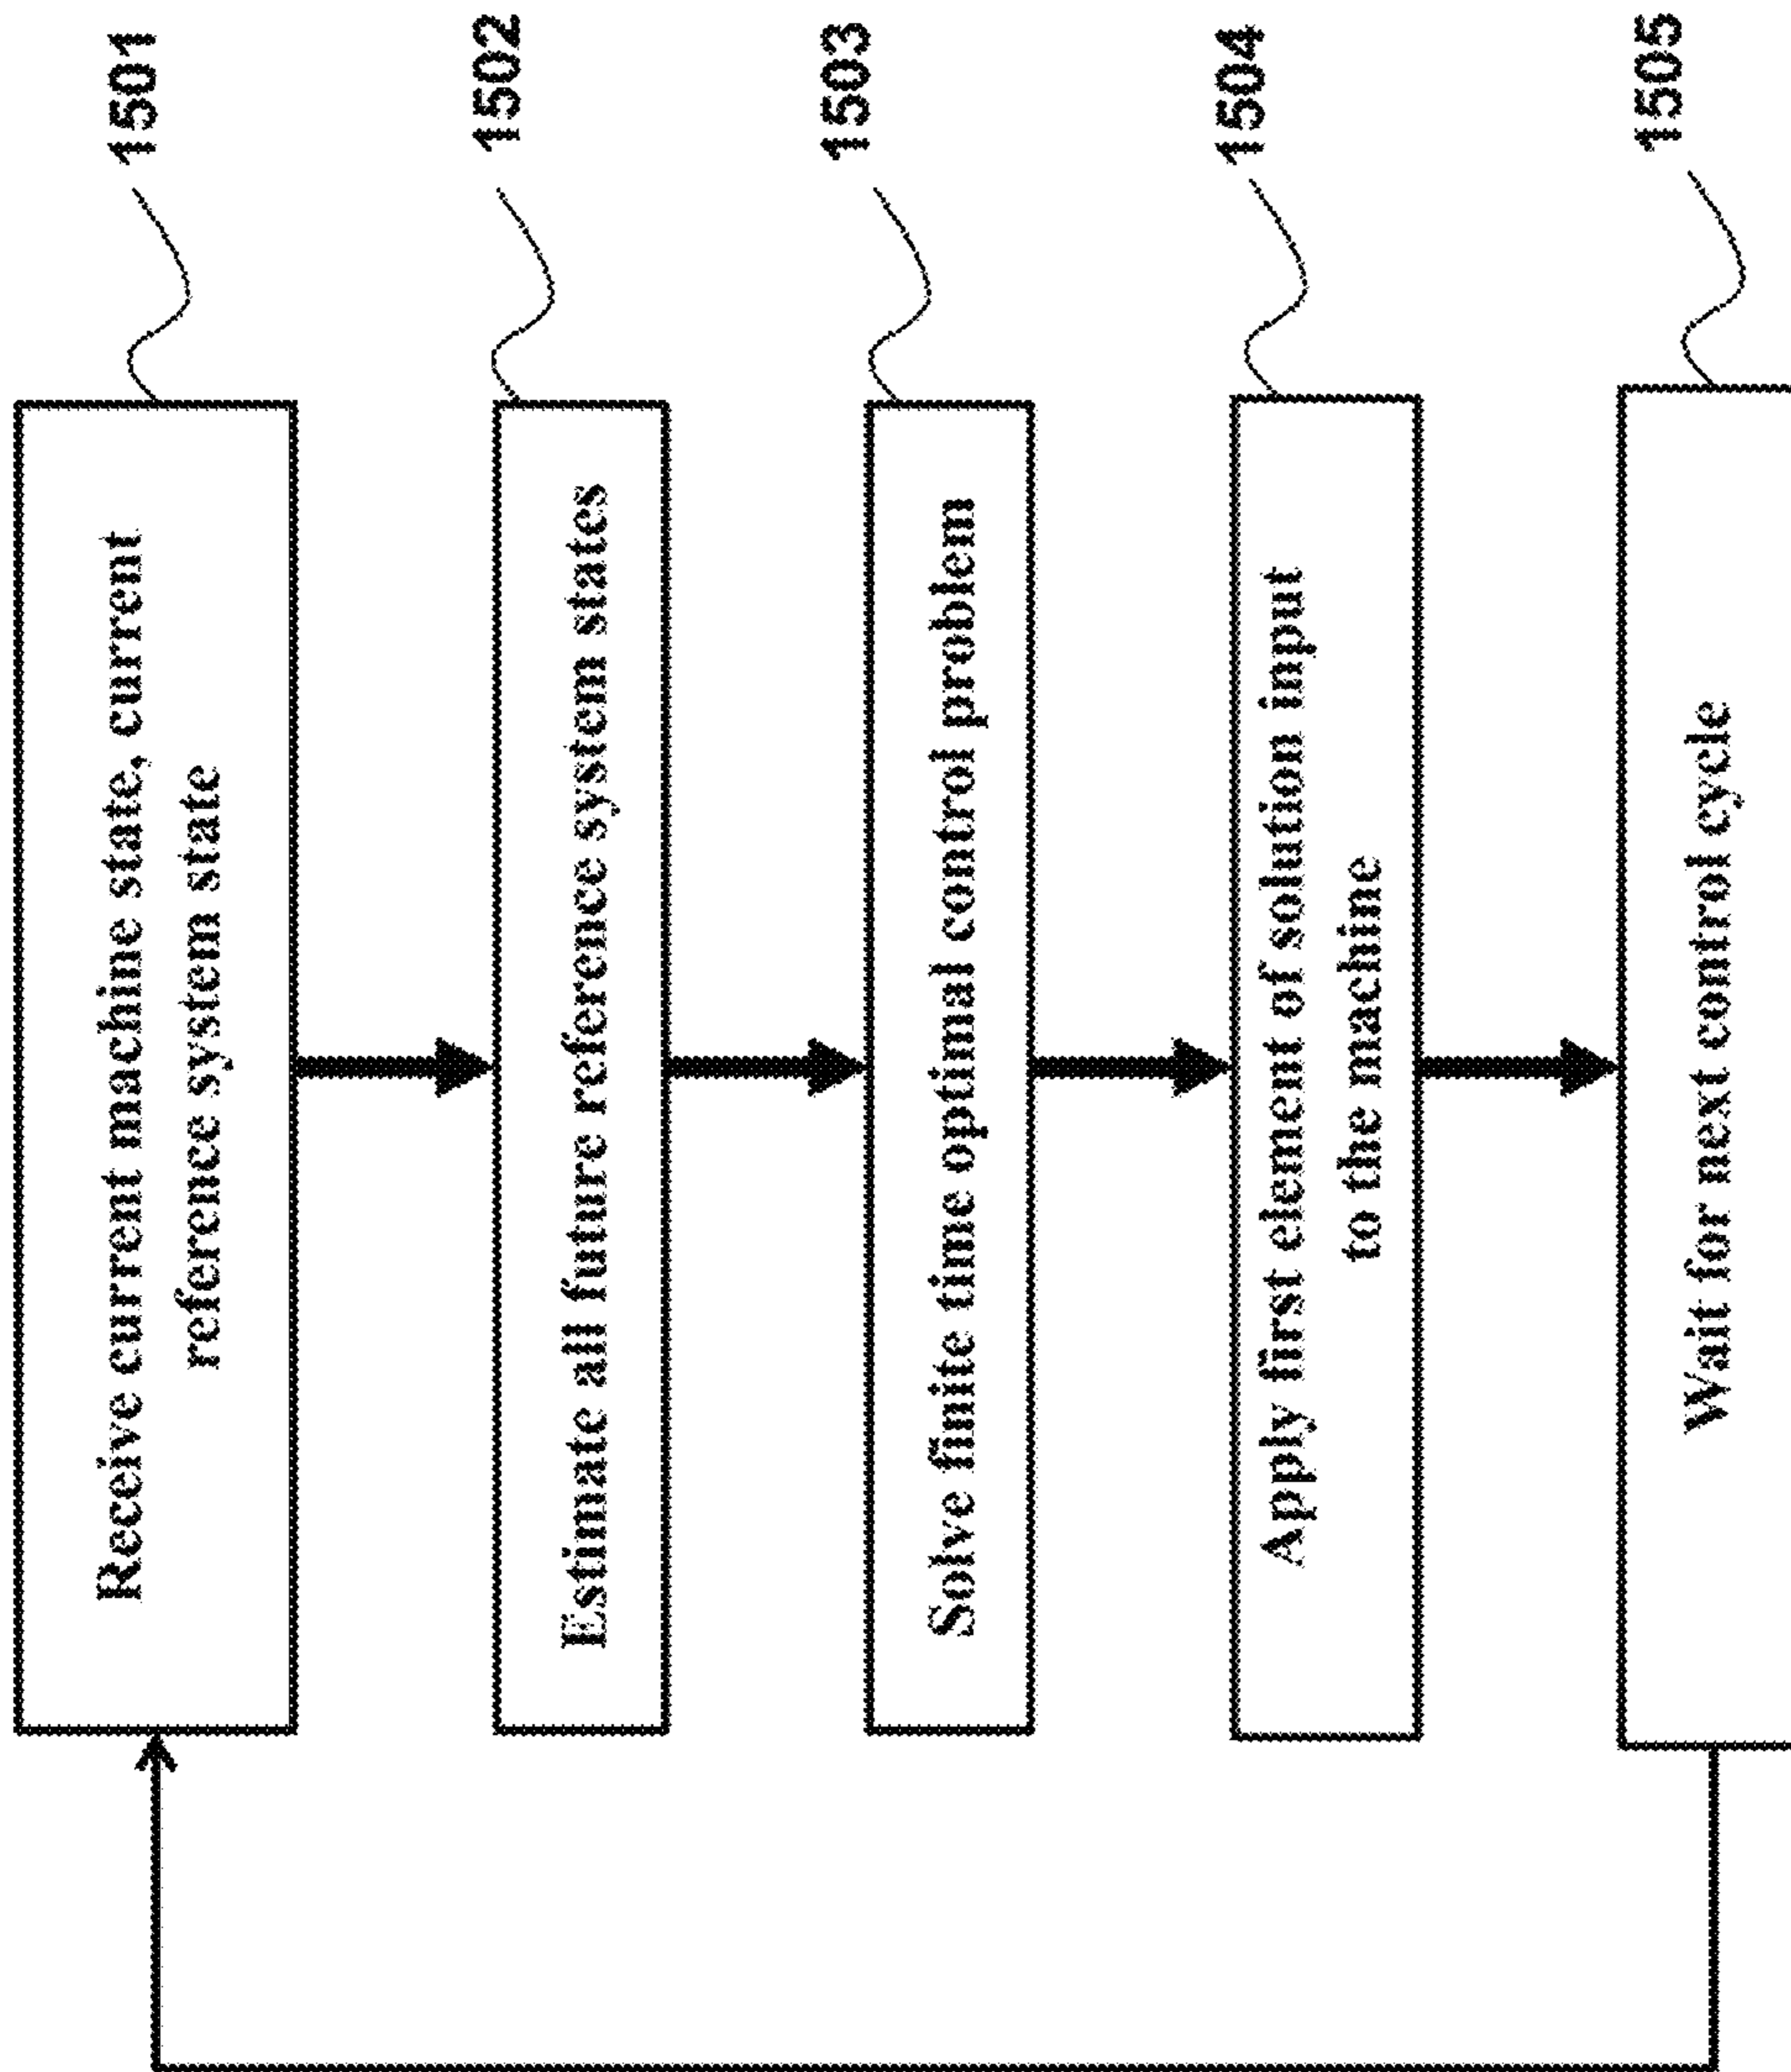 Receive current machine state, current
reference system state
1501
Estimate all future reference system states
1502
Solve finite time optimal control problem
1503
Apply first element of solution input
to the machine
1504
Wait for next control cycle
1505